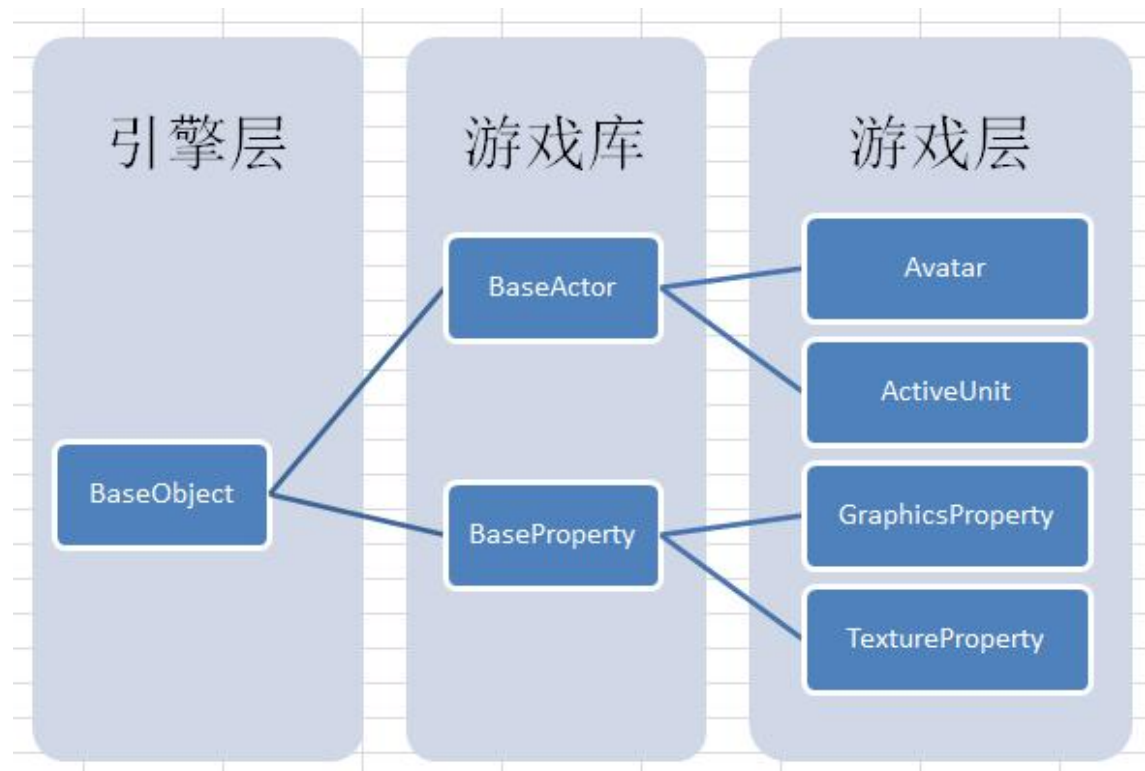 引擎层
游戏库
游戏层
BaseObject
BaseActor
BaseProperty
Avatar
ActiveUnit
GraphicsProperty
TextureProperty